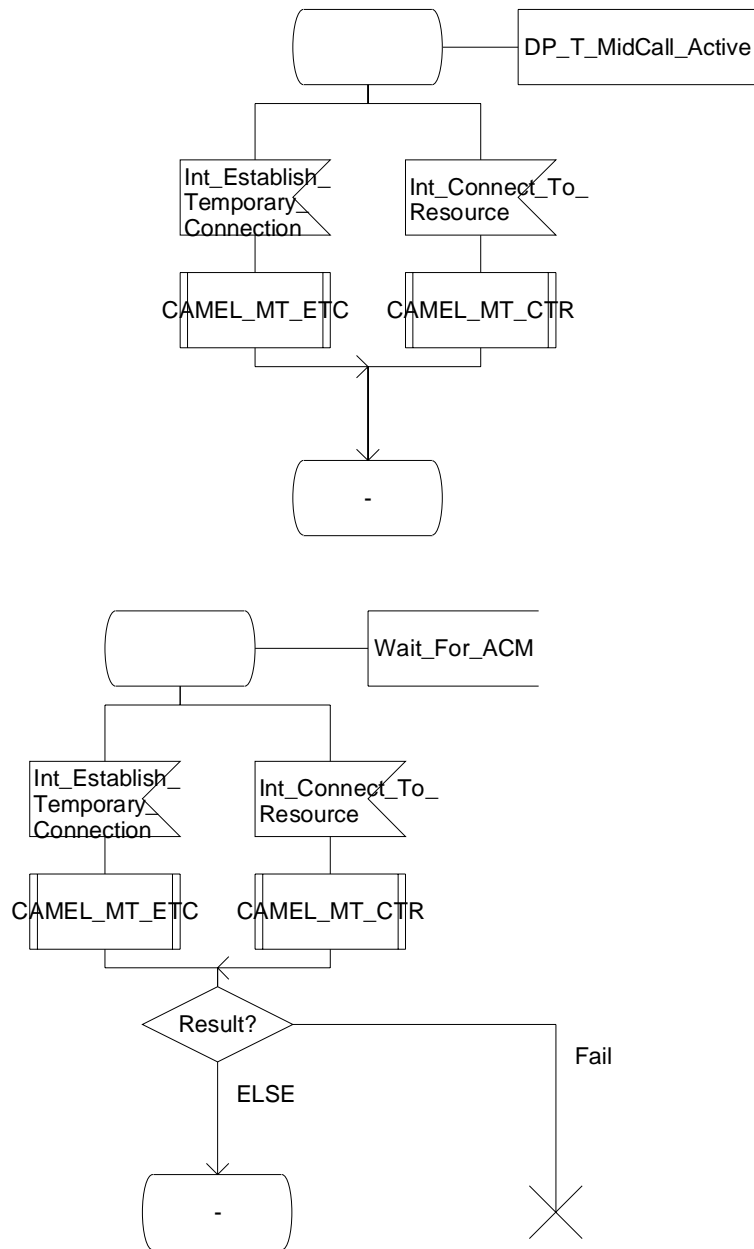 DP_T_MidCall_Active
Int_Establish_
Temporary_
Connection
Int_Connect_To_
Resource
CAMEL_MT_ETC
CAMEL_MT_CTR
-
Wait_For_ACM
Int_Establish_
Temporary_
Connection
Int_Connect_To_
Resource
CAMEL_MT_ETC
CAMEL_MT_CTR
Result?
Fail
ELSE
-